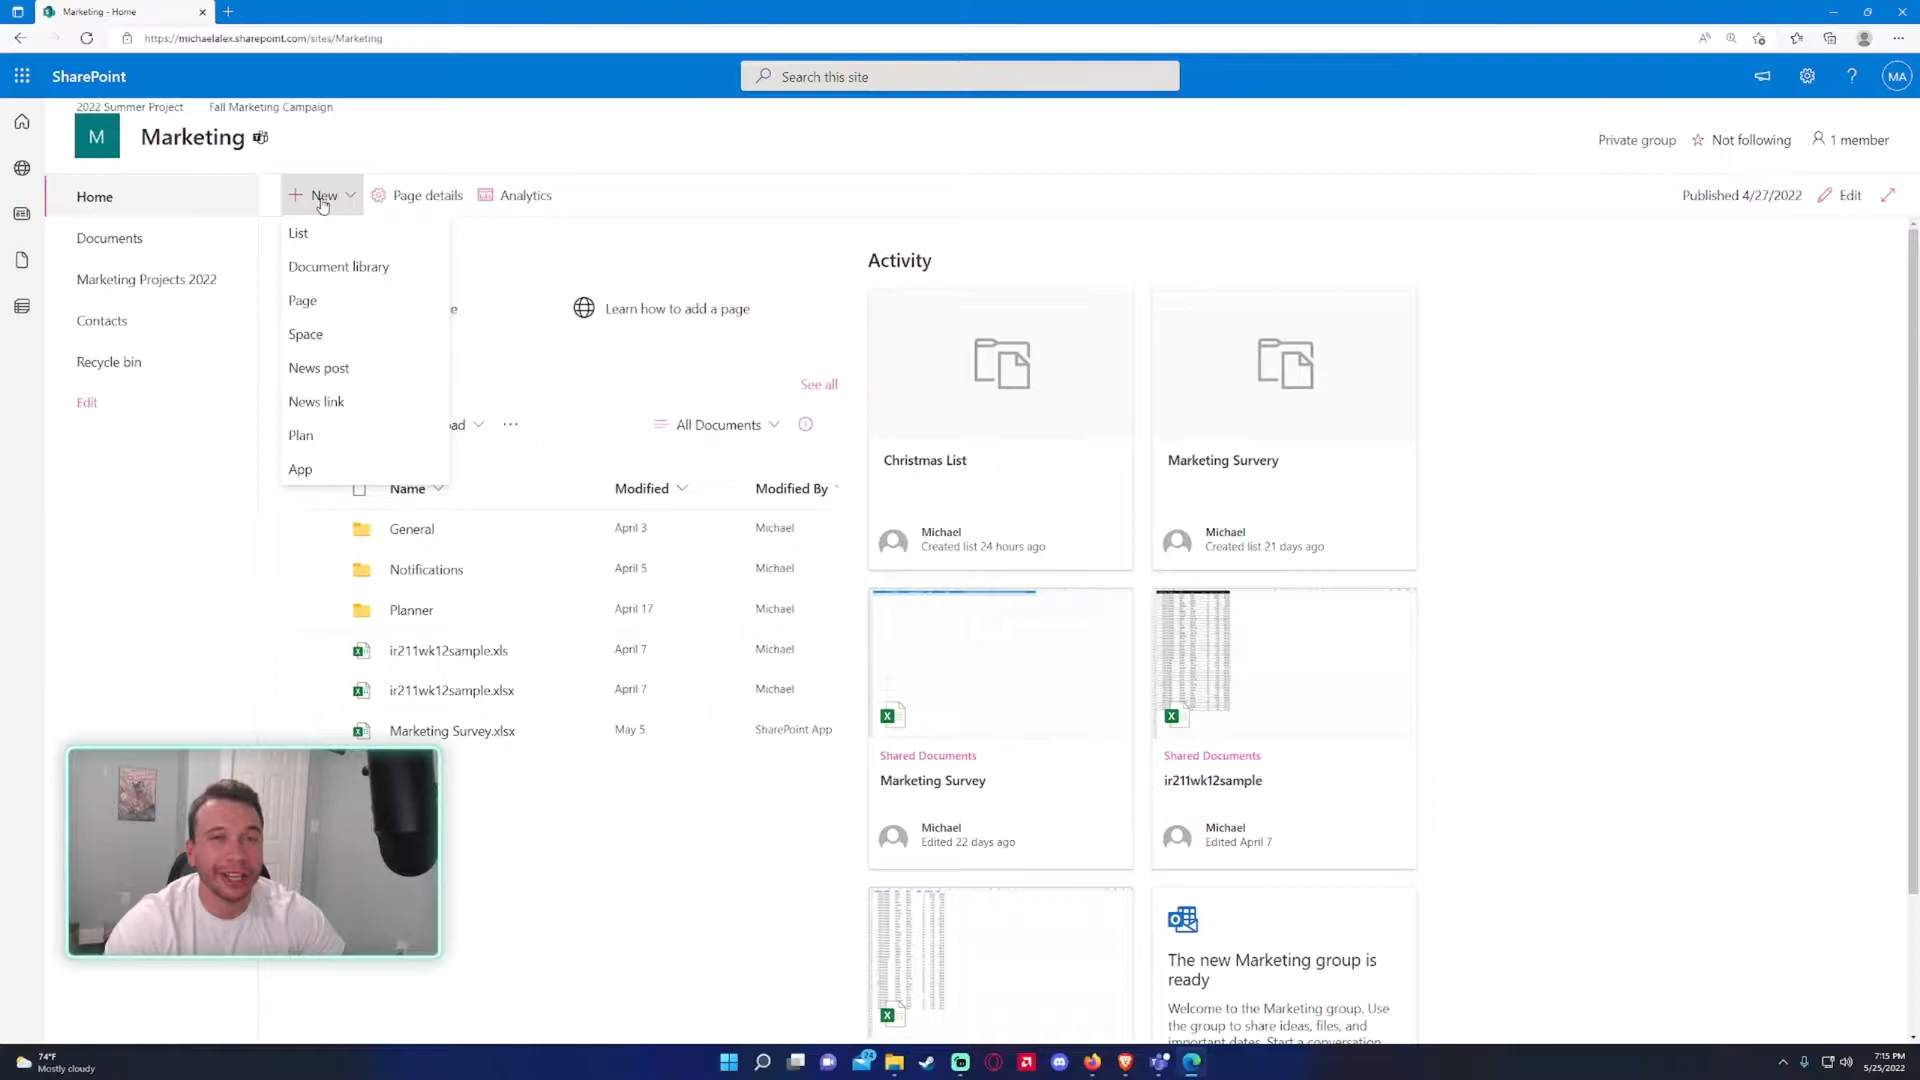 Marketing - Home
https://michaelalex.sharepoint.com/sites/Marketing
SharePoint
Search this site
MA
2022 Summer Project
Fall Marketing Campaign
M
Marketing
Private group
Not following
1 member
Home
New
Page details
Analytics
Published 4/27/2022
Edit
Documents
Marketing Projects 2022
Contacts
Recycle bin
Edit
List
Document library
Page
Space
News post
News link
Plan
App
Learn how to add a page
See all
All Documents
Name
Modified
Modified By
General
April 3
Michael
Notifications
April 5
Michael
Planner
April 17
Michael
ir211wk12sample.xls
April 7
Michael
ir211wk12sample.xlsx
April 7
Michael
Marketing Survey.xlsx
May 5
SharePoint App
Activity
Christmas List
Michael
Created list 24 hours ago
Marketing Survery
Michael
Created list 21 days ago
Shared Documents
Marketing Survey
Michael
Edited 22 days ago
Shared Documents
ir211wk12sample
Michael
Edited April 7
The new Marketing group is
ready
Welcome to the Marketing group. Use
the group to share ideas, files, and
important dates. Start a conversation
74°F
Mostly cloudy
24
7:15 PM
5/25/2022